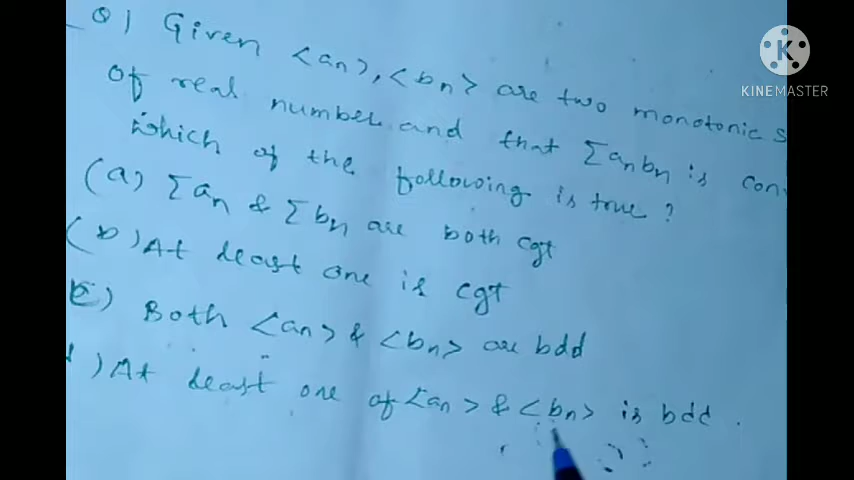 Q) Given <an>, <bn> are two monotonic s
of real number and that Σanbn is con
which of the following is true?
(a) Σan & Σbn are both cgt
(b) At least one is cgt
(c) Both <an> & <bn> are bdd
) At least one of <an> & <bn> is bdd.
K
KINEMASTER